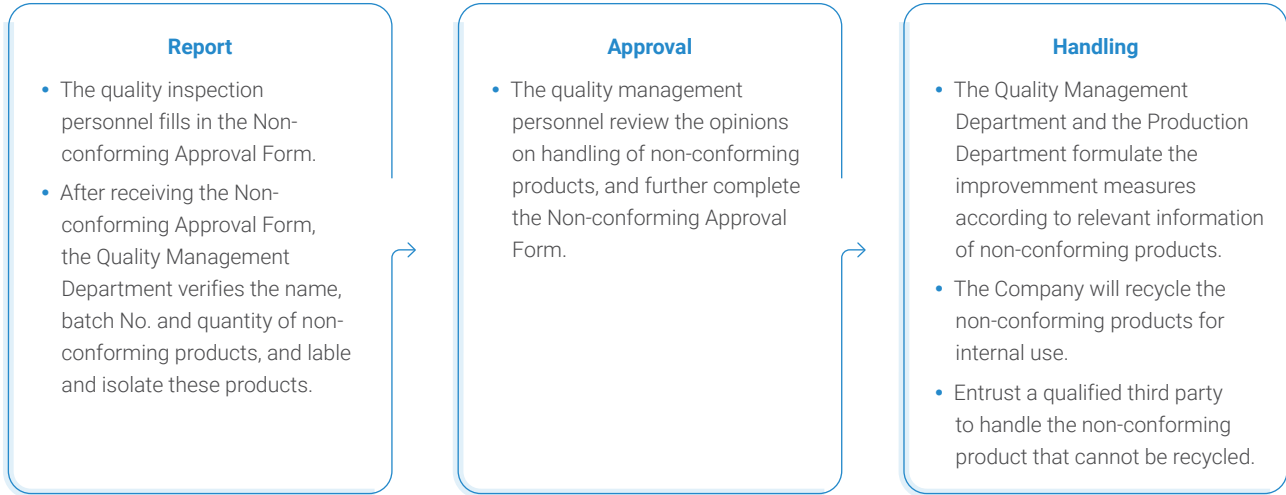 Report
• The quality inspection
personnel fills in the Non-
conforming Approval Form.
• After receiving the Non-
conforming Approval Form,
the Quality Management
Department verifies the name,
batch No. and quantity of non-
conforming products, and lable
and isolate these products.
Approval
• The quality management
personnel review the opinions
on handling of non-conforming
products, and further complete
the Non-conforming Approval
Form.
Handling
• The Quality Management
Department and the Production
Department formulate the
improvemment measures
according to relevant information
of non-conforming products.
• The Company will recycle the
non-conforming products for
internal use.
• Entrust a qualified third party
to handle the non-conforming
product that cannot be recycled.